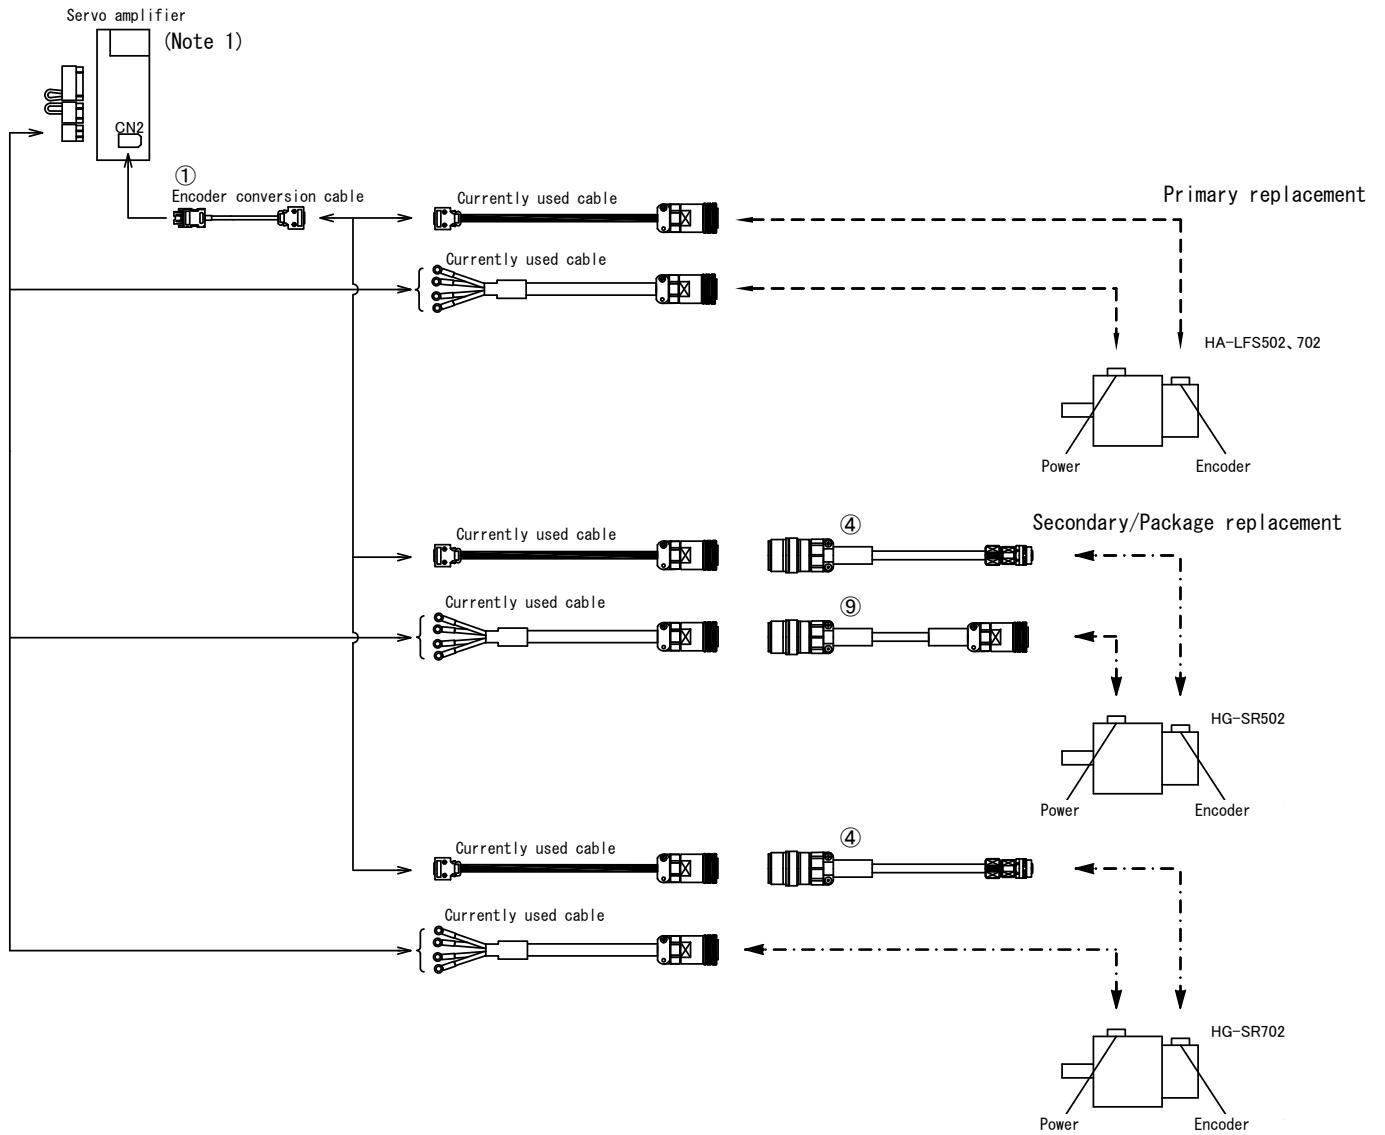 Servo amplifier
(Note 1)
CN2
①
Encoder conversion cable
Currently used cable
Primary replacement
Currently used cable
HA-LFS502、702
Power
Encoder
Currently used cable
④
Secondary/Package replacement
Currently used cable
⑨
HG-SR502
Power
Encoder
Currently used cable
④
Currently used cable
HG-SR702
Power
Encoder